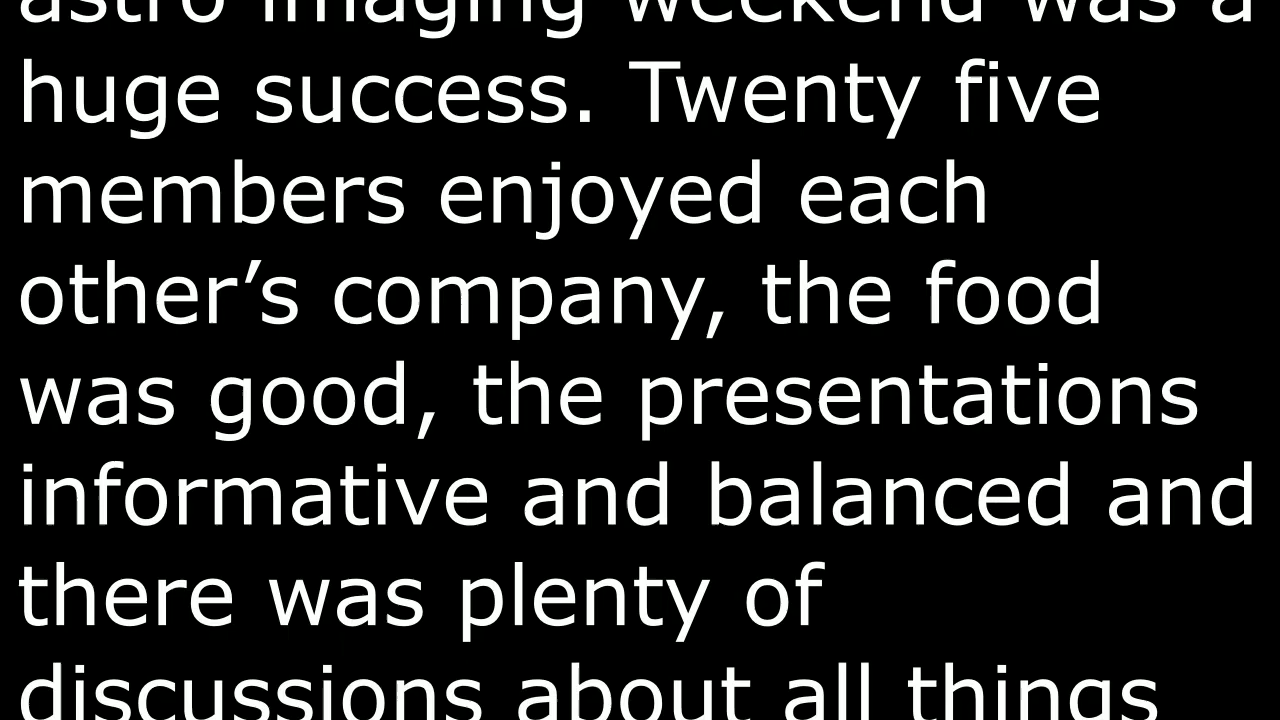 astro imaging weekend was a
huge success. Twenty five
members enjoyed each
other’s company, the food
was good, the presentations
informative and balanced and
there was plenty of
discussions about all things